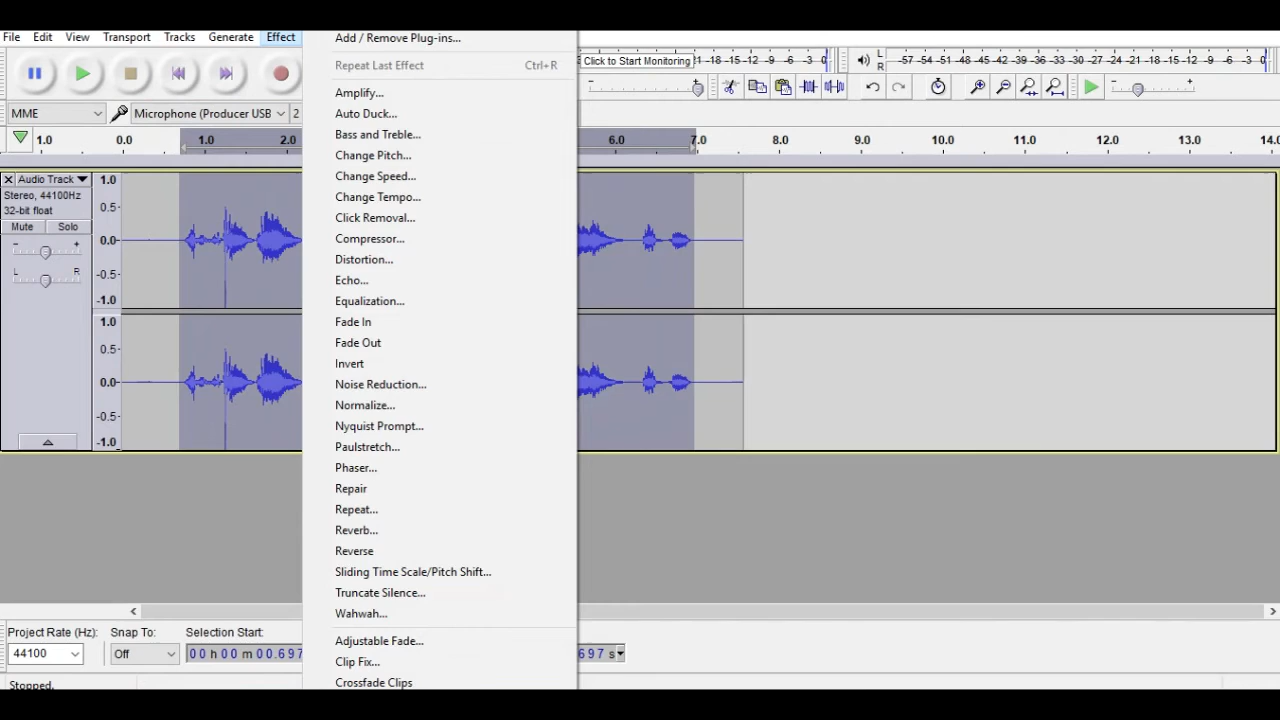 File Edit View Transport Tracks Generate Effect
Add / Remove Plug-ins...
Repeat Last Effect Ctrl+R
Amplify...
Auto Duck...
Bass and Treble...
Change Pitch...
Change Speed...
Change Tempo...
Click Removal...
Compressor...
Distortion...
Echo...
Equalization...
Fade In
Fade Out
Invert
Noise Reduction...
Normalize...
Nyquist Prompt...
Paulstretch...
Phaser...
Repair
Repeat...
Reverb...
Reverse
Sliding Time Scale/Pitch Shift...
Truncate Silence...
Wahwah...
Adjustable Fade...
Clip Fix...
Crossfade Clips
Click to Start Monitoring -18 -15 -12 -9 -6 -3 0
L
R
-57 -54 -51 -48 -45 -42 -39 -36 -33 -30 -27 -24 -21 -18 -15 -12 -9 -6 -3 0
MME Microphone (Producer USB 2
1.0 0.0 1.0 2.0 6.0 7.0 8.0 9.0 10.0 11.0 12.0 13.0 14.0
Audio Track
Stereo, 44100Hz
32-bit float
Mute Solo
- +
L R
1.0
0.5
0.0
-0.5
-1.0
1.0
0.5
0.0
-0.5
-1.0
Project Rate (Hz): Snap To: Selection Start:
44100 Off 00 h 00 m 00.697 697 s
Stopped.